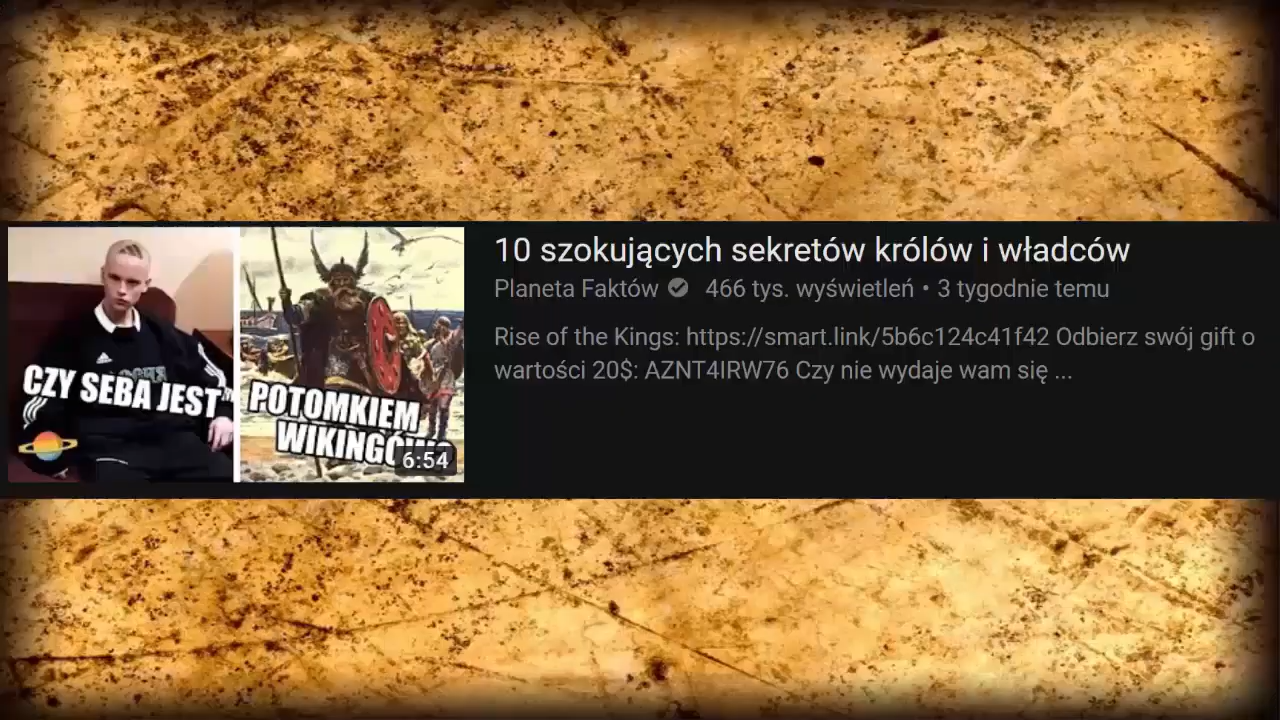 10 szokujących sekretów królów i władców
Planeta Faktów 466 tys. wyświetleń • 3 tygodnie temu
Rise of the Kings: https://smart.link/5b6c124c41f42 Odbierz swój gift o
wartości 20$: AZNT4IRW76 Czy nie wydaje wam się ...
CZY SEBA JEST
POTOMKIEM
6:54